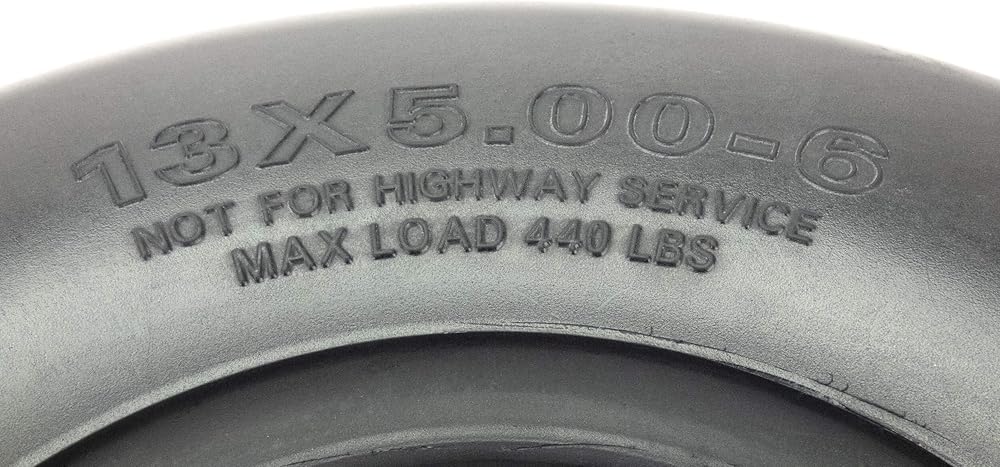 13X5.00-6
NOT FOR HIGHWAY SERVICE
MAX LOAD 440 LBS